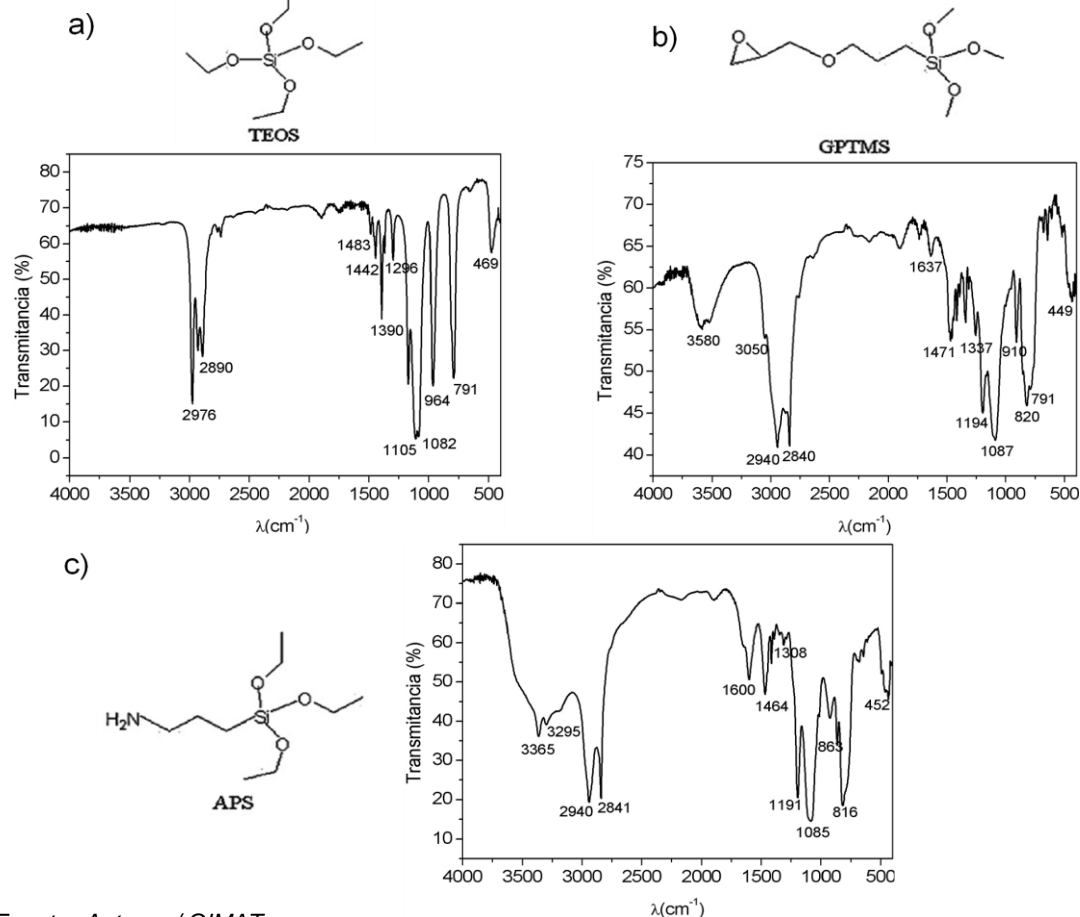 a)
O
O
Si
O
O
TEOS
b)
O
O
O
Si
O
O
GPTMS
Transmitancia (%)
80
70
60
50
40
30
20
10
0
2976
2890
1483
1442
1390
1296
1105
1082
964
791
469
4000 3500 3000 2500 2000 1500 1000 500
λ(cm⁻¹)
Transmitancia (%)
75
70
65
60
55
50
45
40
3580
3050
2940
2840
1637
1471
1337
1194
1087
910
820
791
449
4000 3500 3000 2500 2000 1500 1000 500
λ(cm⁻¹)
c)
H₂N
O
Si
O
O
APS
Transmitancia (%)
80
70
60
50
40
30
20
10
3365
3295
2940
2841
1600
1464
1308
1191
1085
863
816
452
4000 3500 3000 2500 2000 1500 1000 500
λ(cm⁻¹)